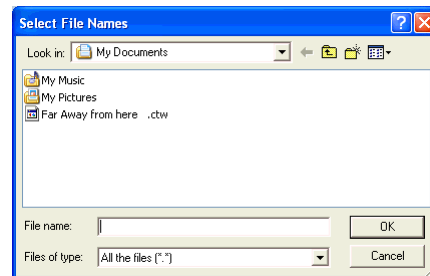 Select File Names
Look in: My Documents
My Music
My Pictures
Far Away from here .ctw
File name:
OK
Files of type: All the files (*.*)
Cancel